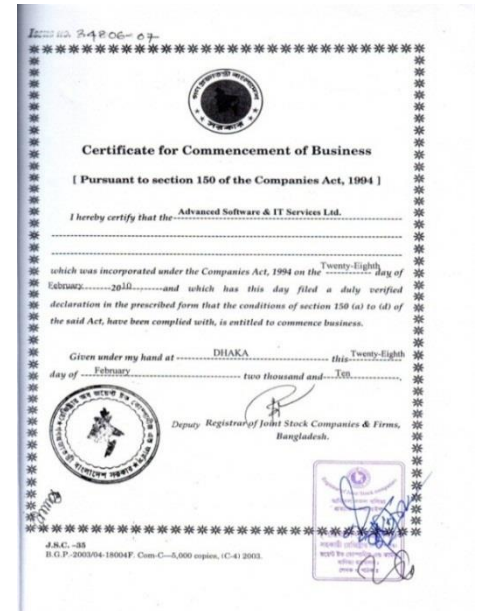 Issue no. 34806-07
Certificate for Commencement of Business
[ Pursuant to section 150 of the Companies Act, 1994 ]
I hereby certify that the Advanced Software & IT Services Ltd.
which was incorporated under the Companies Act, 1994 on the Twenty-Eighth day of
February 2010 and which has this day filed a duly verified
declaration in the prescribed form that the conditions of section 150 (a) to (d) of
the said Act, have been complied with, is entitled to commence business.
Given under my hand at DHAKA this Twenty-Eighth
day of February two thousand and Ten.
Deputy Registrar of Joint Stock Companies & Firms,
Bangladesh.
J.S.C. -35
B.G.P.-2003/04-18004F. Com-C—5,000 copies, (C-4) 2003.